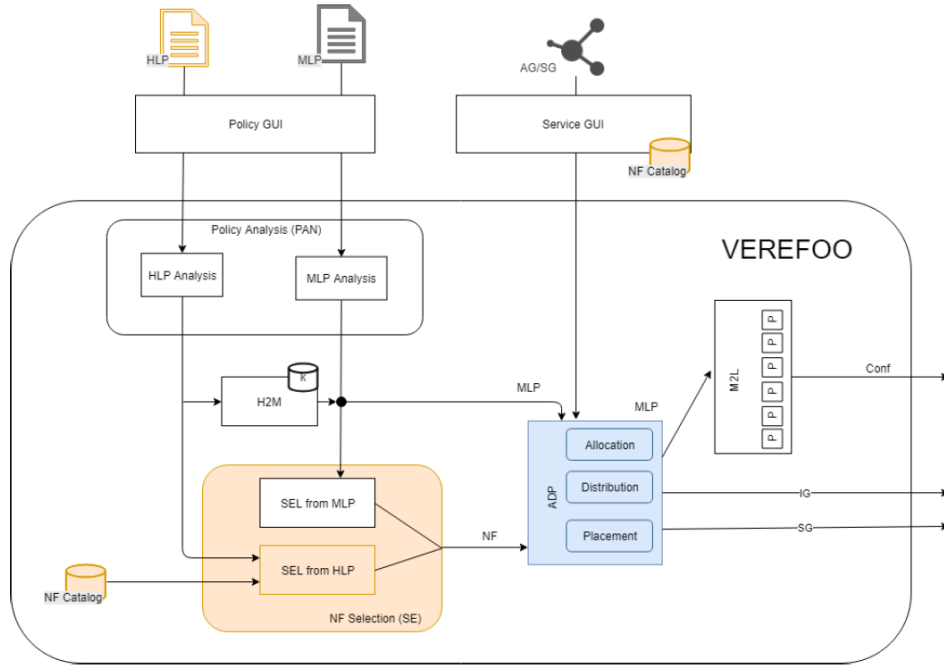 HLP
MLP
AG/SG
Policy GUI
Service GUI
NF Catalog
Policy Analysis (PAN)
VEREFOO
HLP Analysis
MLP Analysis
K
H2M
MLP
MLP
M2L
P
P
P
P
P
P
Conf
Allocation
ADP
Distribution
Placement
IG
SG
SEL from MLP
NF
SEL from HLP
NF Catalog
NF Selection (SE)